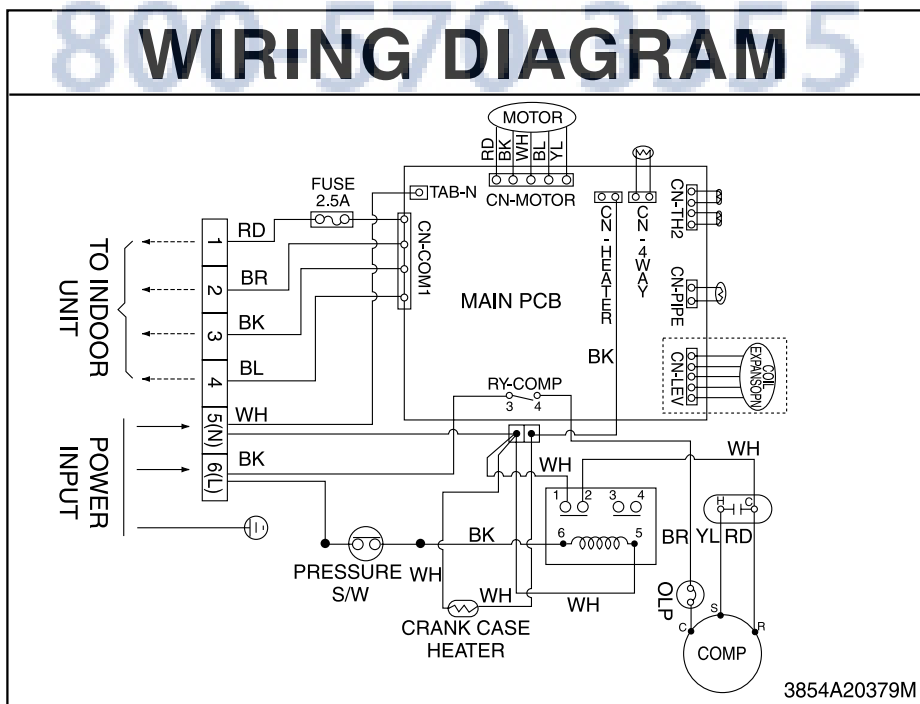 800-570-3355
WIRING DIAGRAM
MOTOR
RD
BK
WH
BL
YL
CN-MOTOR
TAB-N
FUSE
2.5A
CN-COM1
CN-HEATER
CN-4WAY
CN-TH2
CN-PIPE
CN-LEV
COIL
EXPANSOPN
MAIN PCB
TO INDOOR
UNIT
1
RD
2
BR
3
BK
4
BL
5(N)
WH
6(L)
BK
POWER
INPUT
BK
RY-COMP
3 4
WH
WH
1 2 3 4
6 5
H C
BK
BR
YL
RD
PRESSURE
S/W
WH
WH
WH
CRANK CASE
HEATER
OLP
S
C
R
COMP
3854A20379M